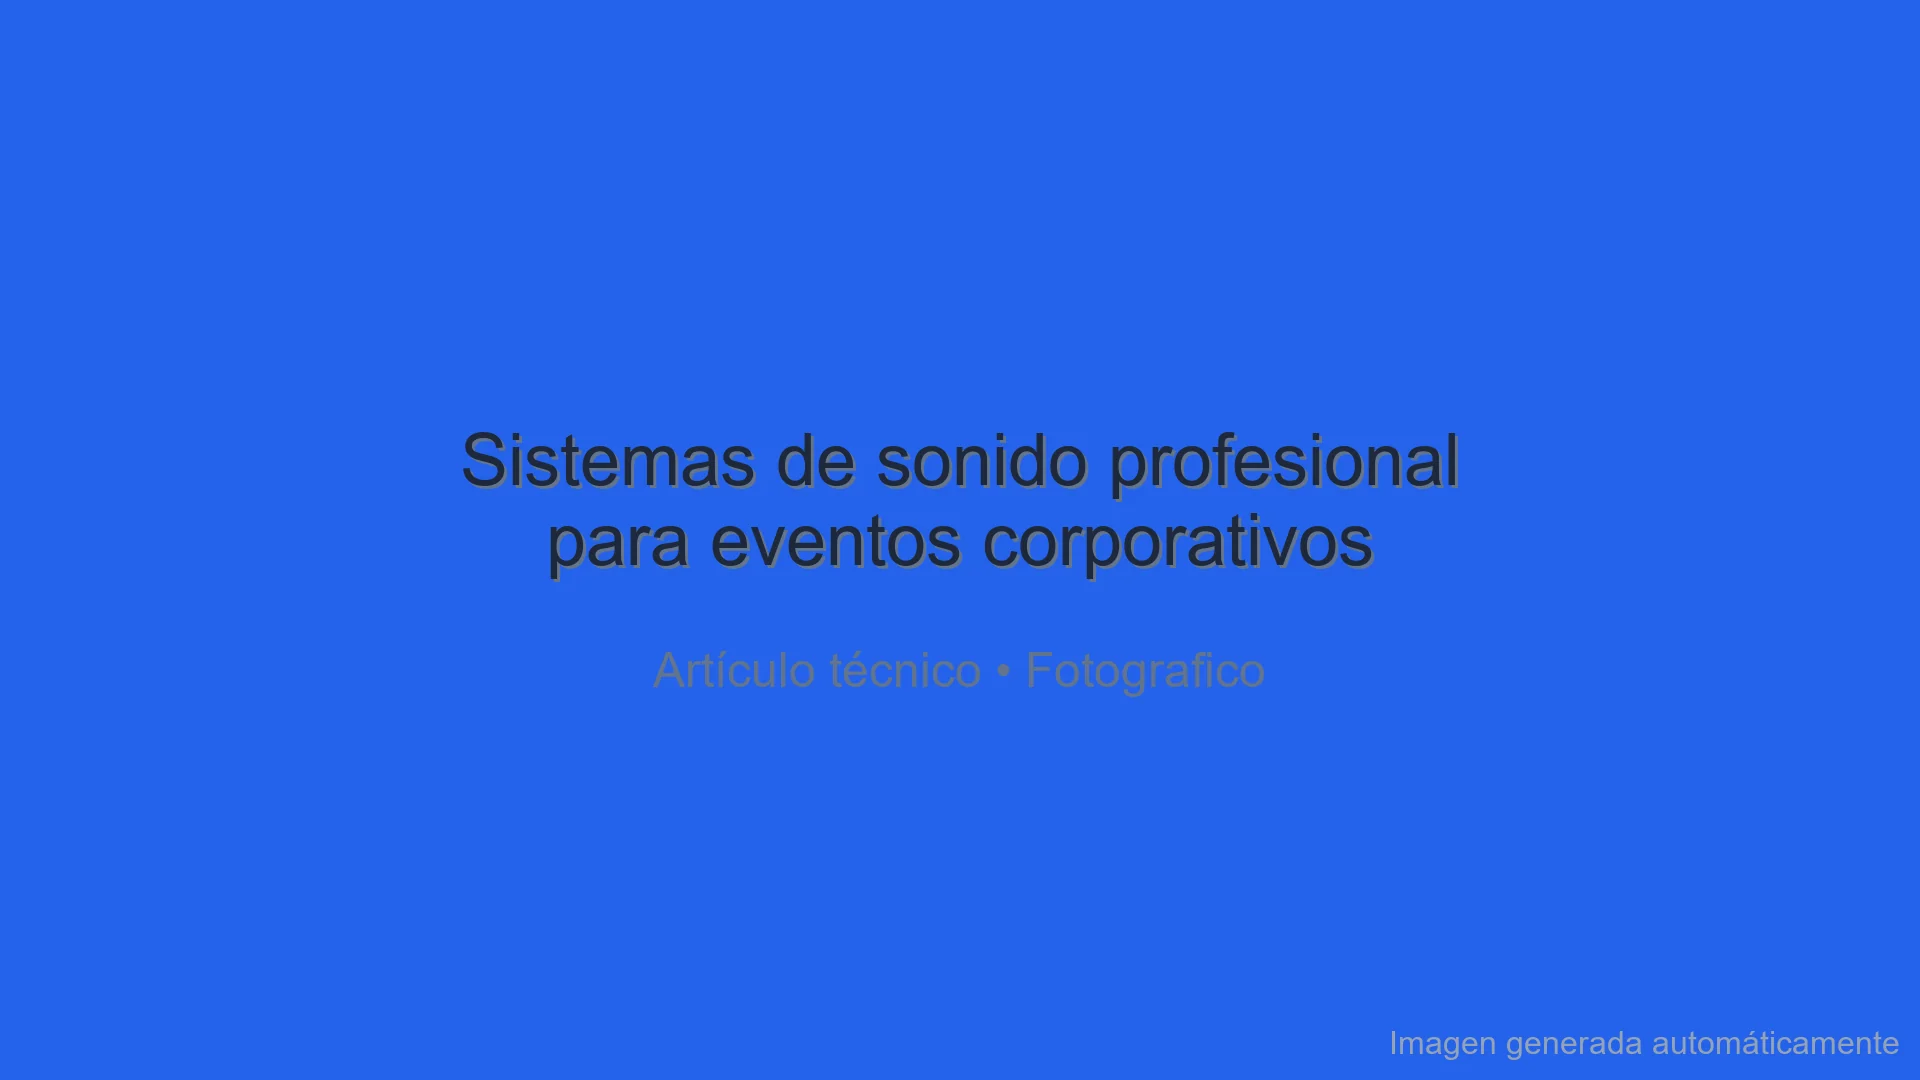 Sistemas de sonido profesional
para eventos corporativos
Artículo técnico • Fotografico
Imagen generada automáticamente